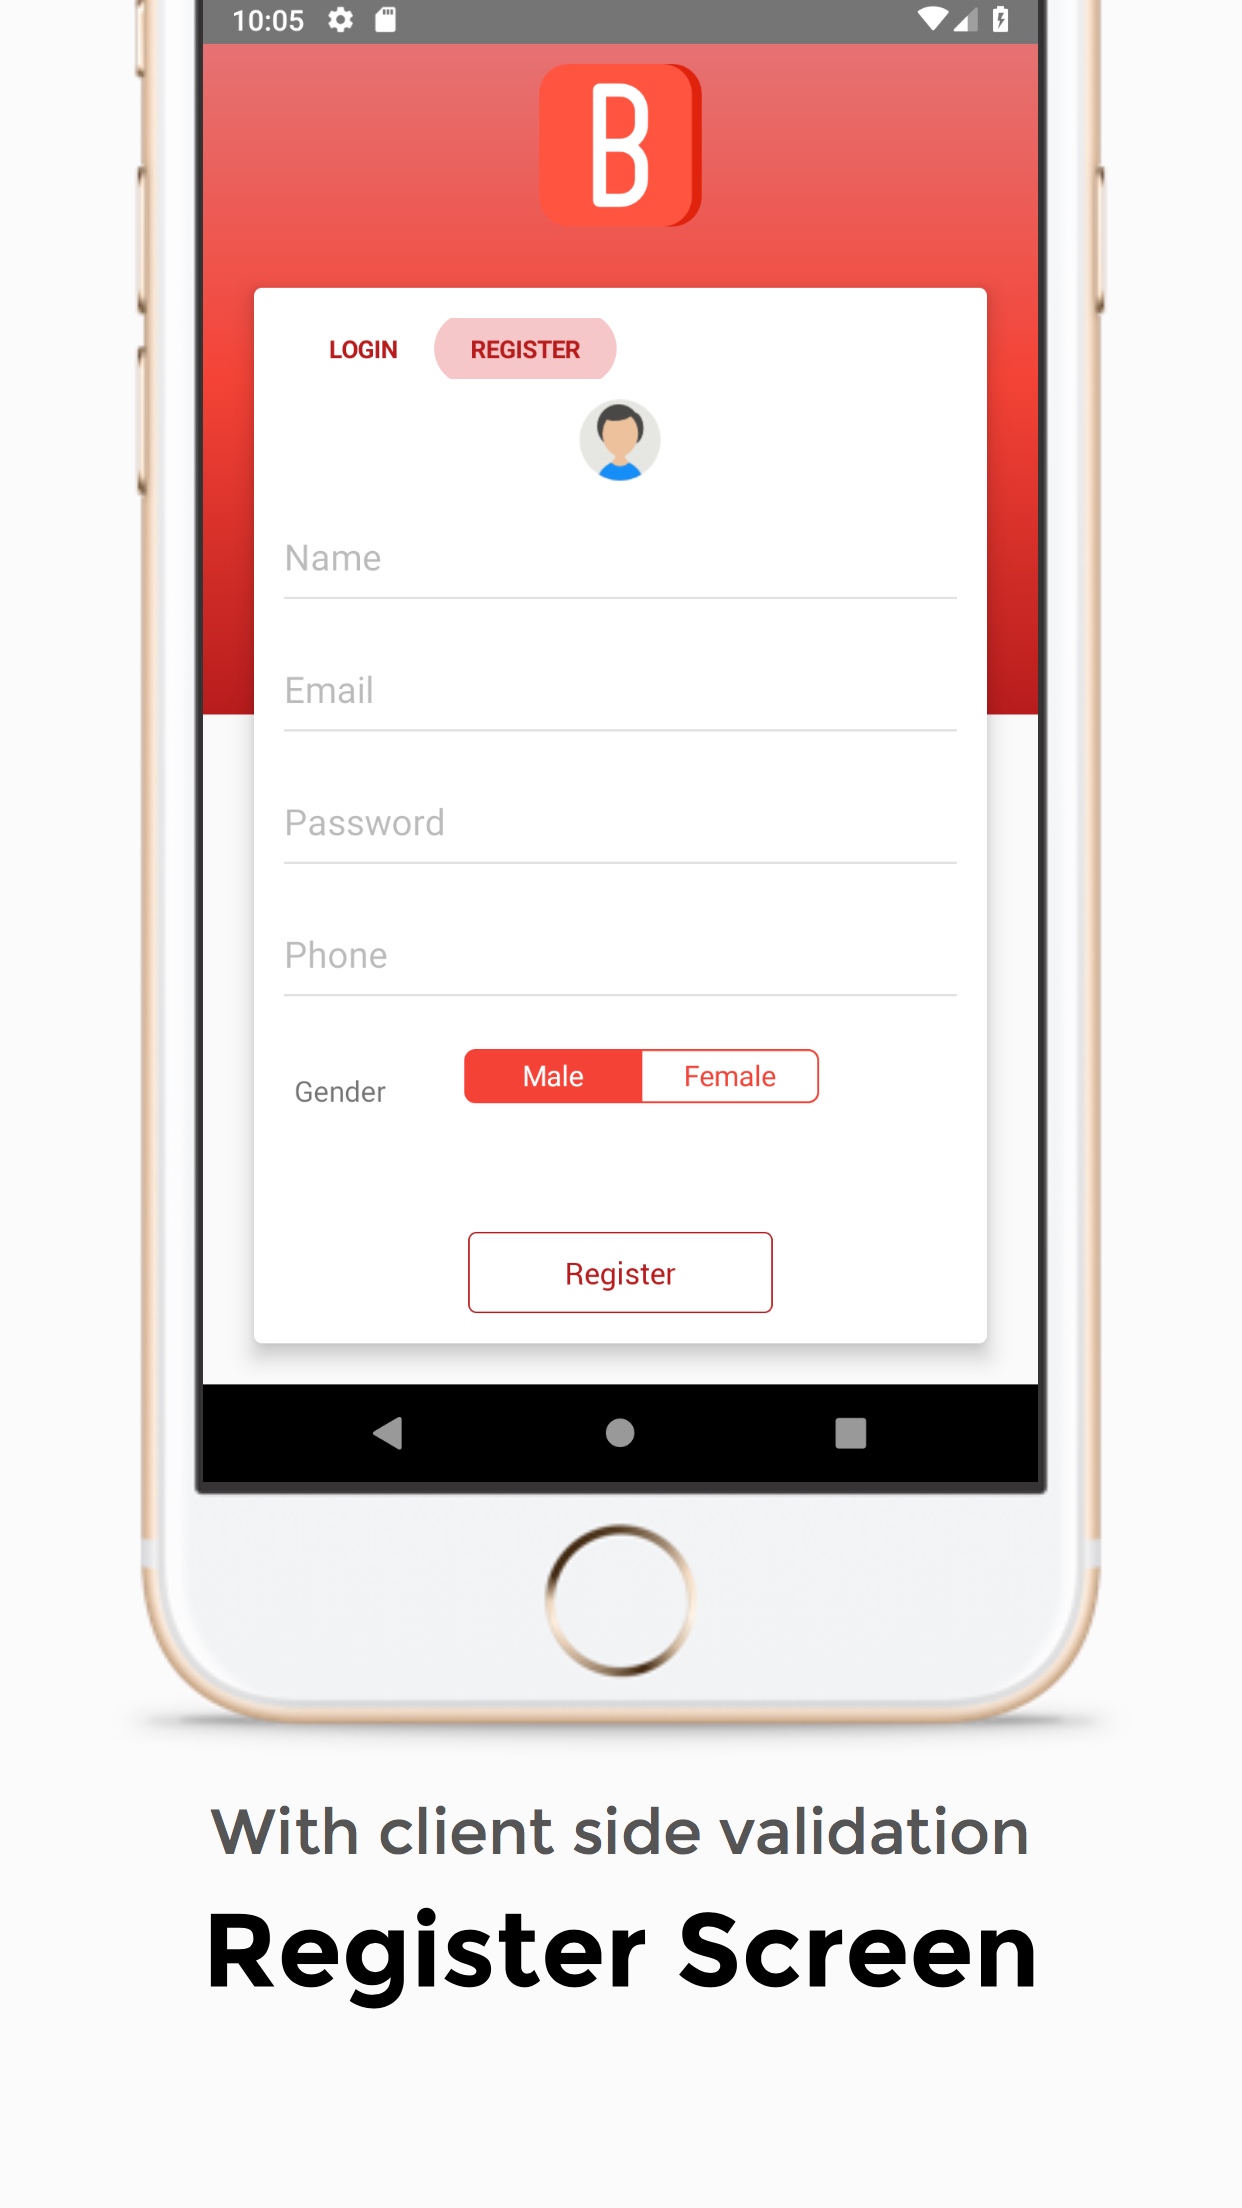 10:05
B
LOGIN REGISTER
Name
Email
Password
Phone
Gender Male Female
Register
With client side validation
Register Screen